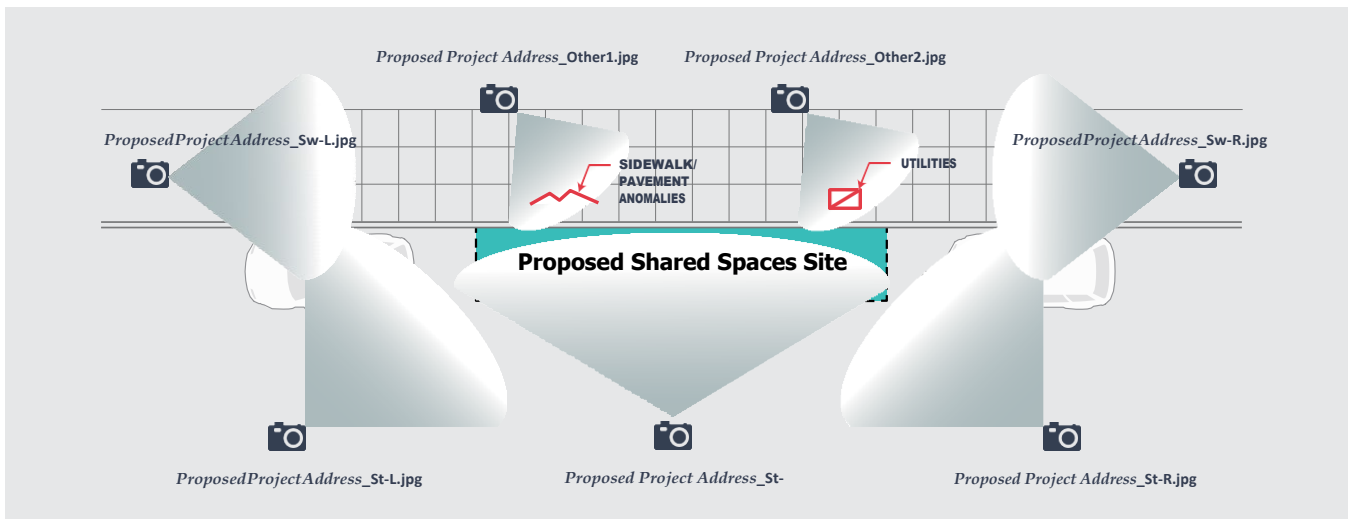 Proposed Project Address_Other1.jpg
Proposed Project Address_Other2.jpg
ProposedProjectAddress_Sw-L.jpg
ProposedProjectAddress_Sw-R.jpg
SIDEWALK/
PAVEMENT
ANOMALIES
UTILITIES
Proposed Shared Spaces Site
ProposedProjectAddress_St-L.jpg
Proposed Project Address_St-
Proposed Project Address_St-R.jpg